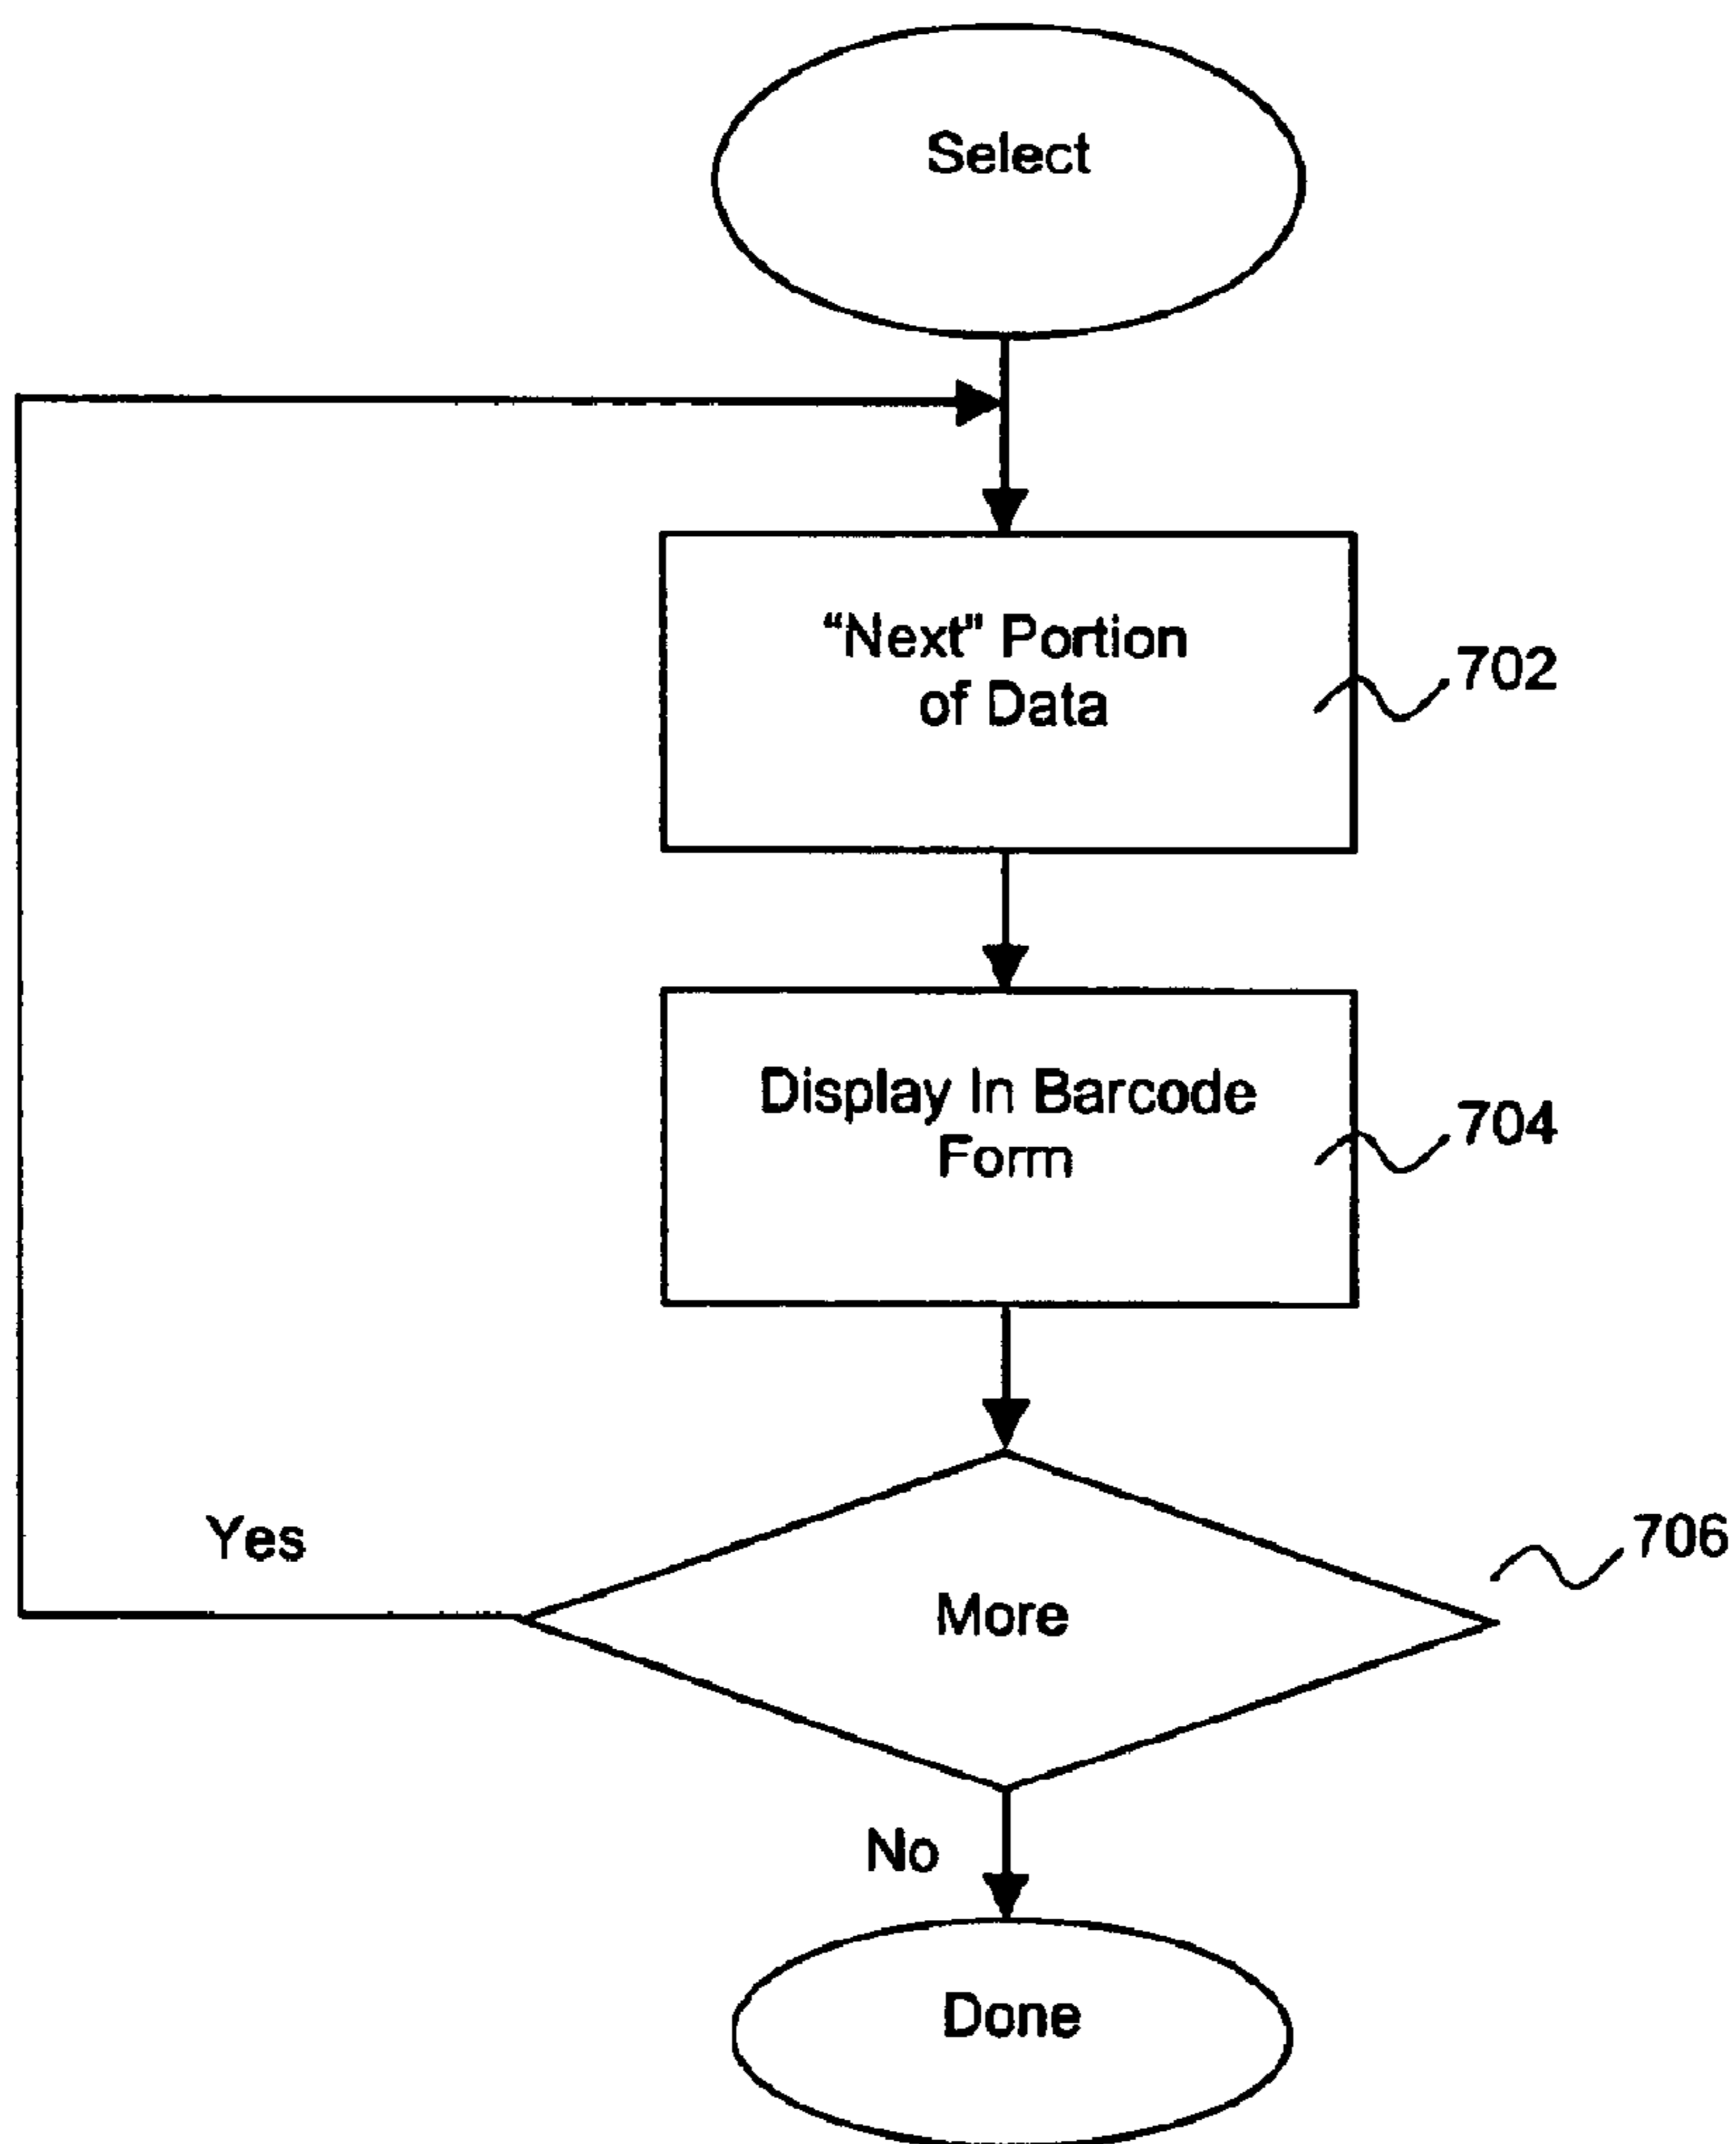 Select
“Next" Portion
of Data
702
Display In Barcode
Form
704
Yes
706
More
No
Done